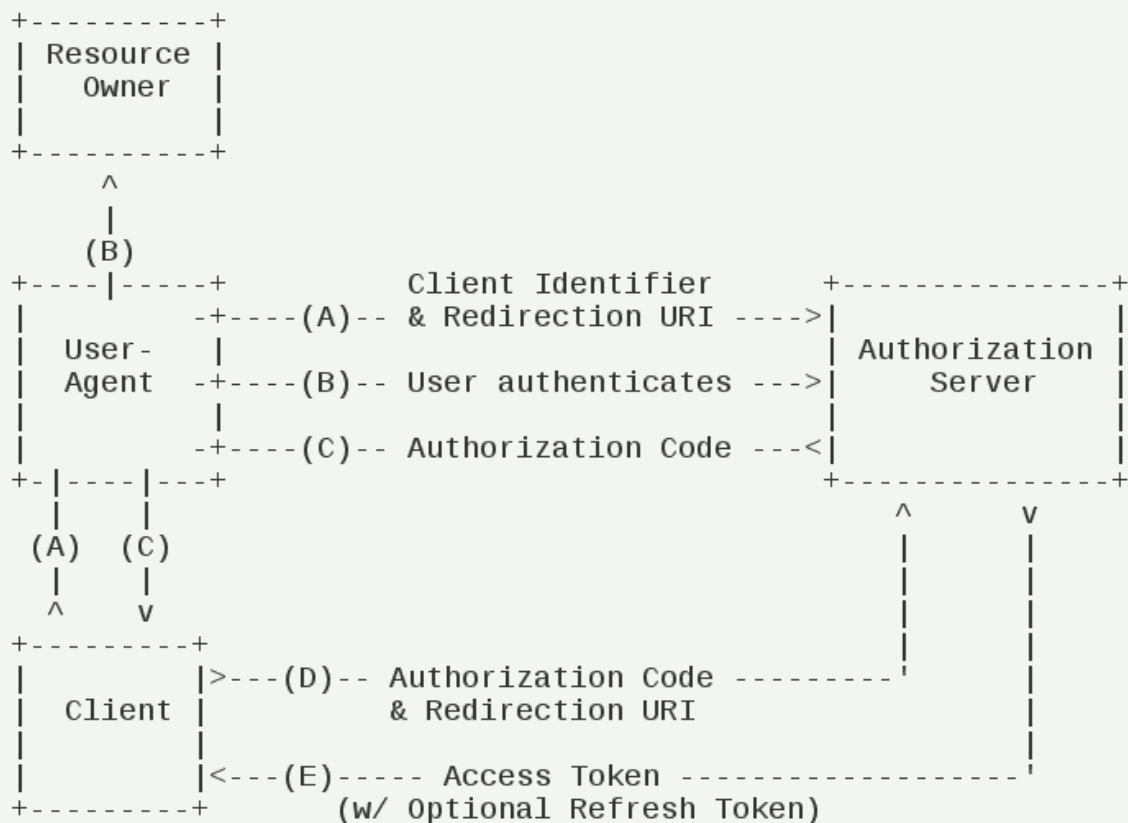 +----------+
| Resource |
|   Owner  |
|          |
+----------+
     ^
     |
    (B)
+----|-----+          Client Identifier      +---------------+
|         -+----(A)-- & Redirection URI ---->|               |
|  User-   |                                 | Authorization |
|  Agent  -+----(B)-- User authenticates --->|     Server    |
|          |                                 |               |
|         -+----(C)-- Authorization Code ---<|               |
+-|----|---+                                 +---------------+
  |    |                                         ^      v
 (A)  (C)                                        |      |
  |    |                                         |      |
  ^    v                                         |      |
+---------+                                      |      |
|         |>---(D)-- Authorization Code ---------'      |
|  Client |          & Redirection URI                  |
|         |                                             |
|         |<---(E)----- Access Token -------------------'
+---------+       (w/ Optional Refresh Token)